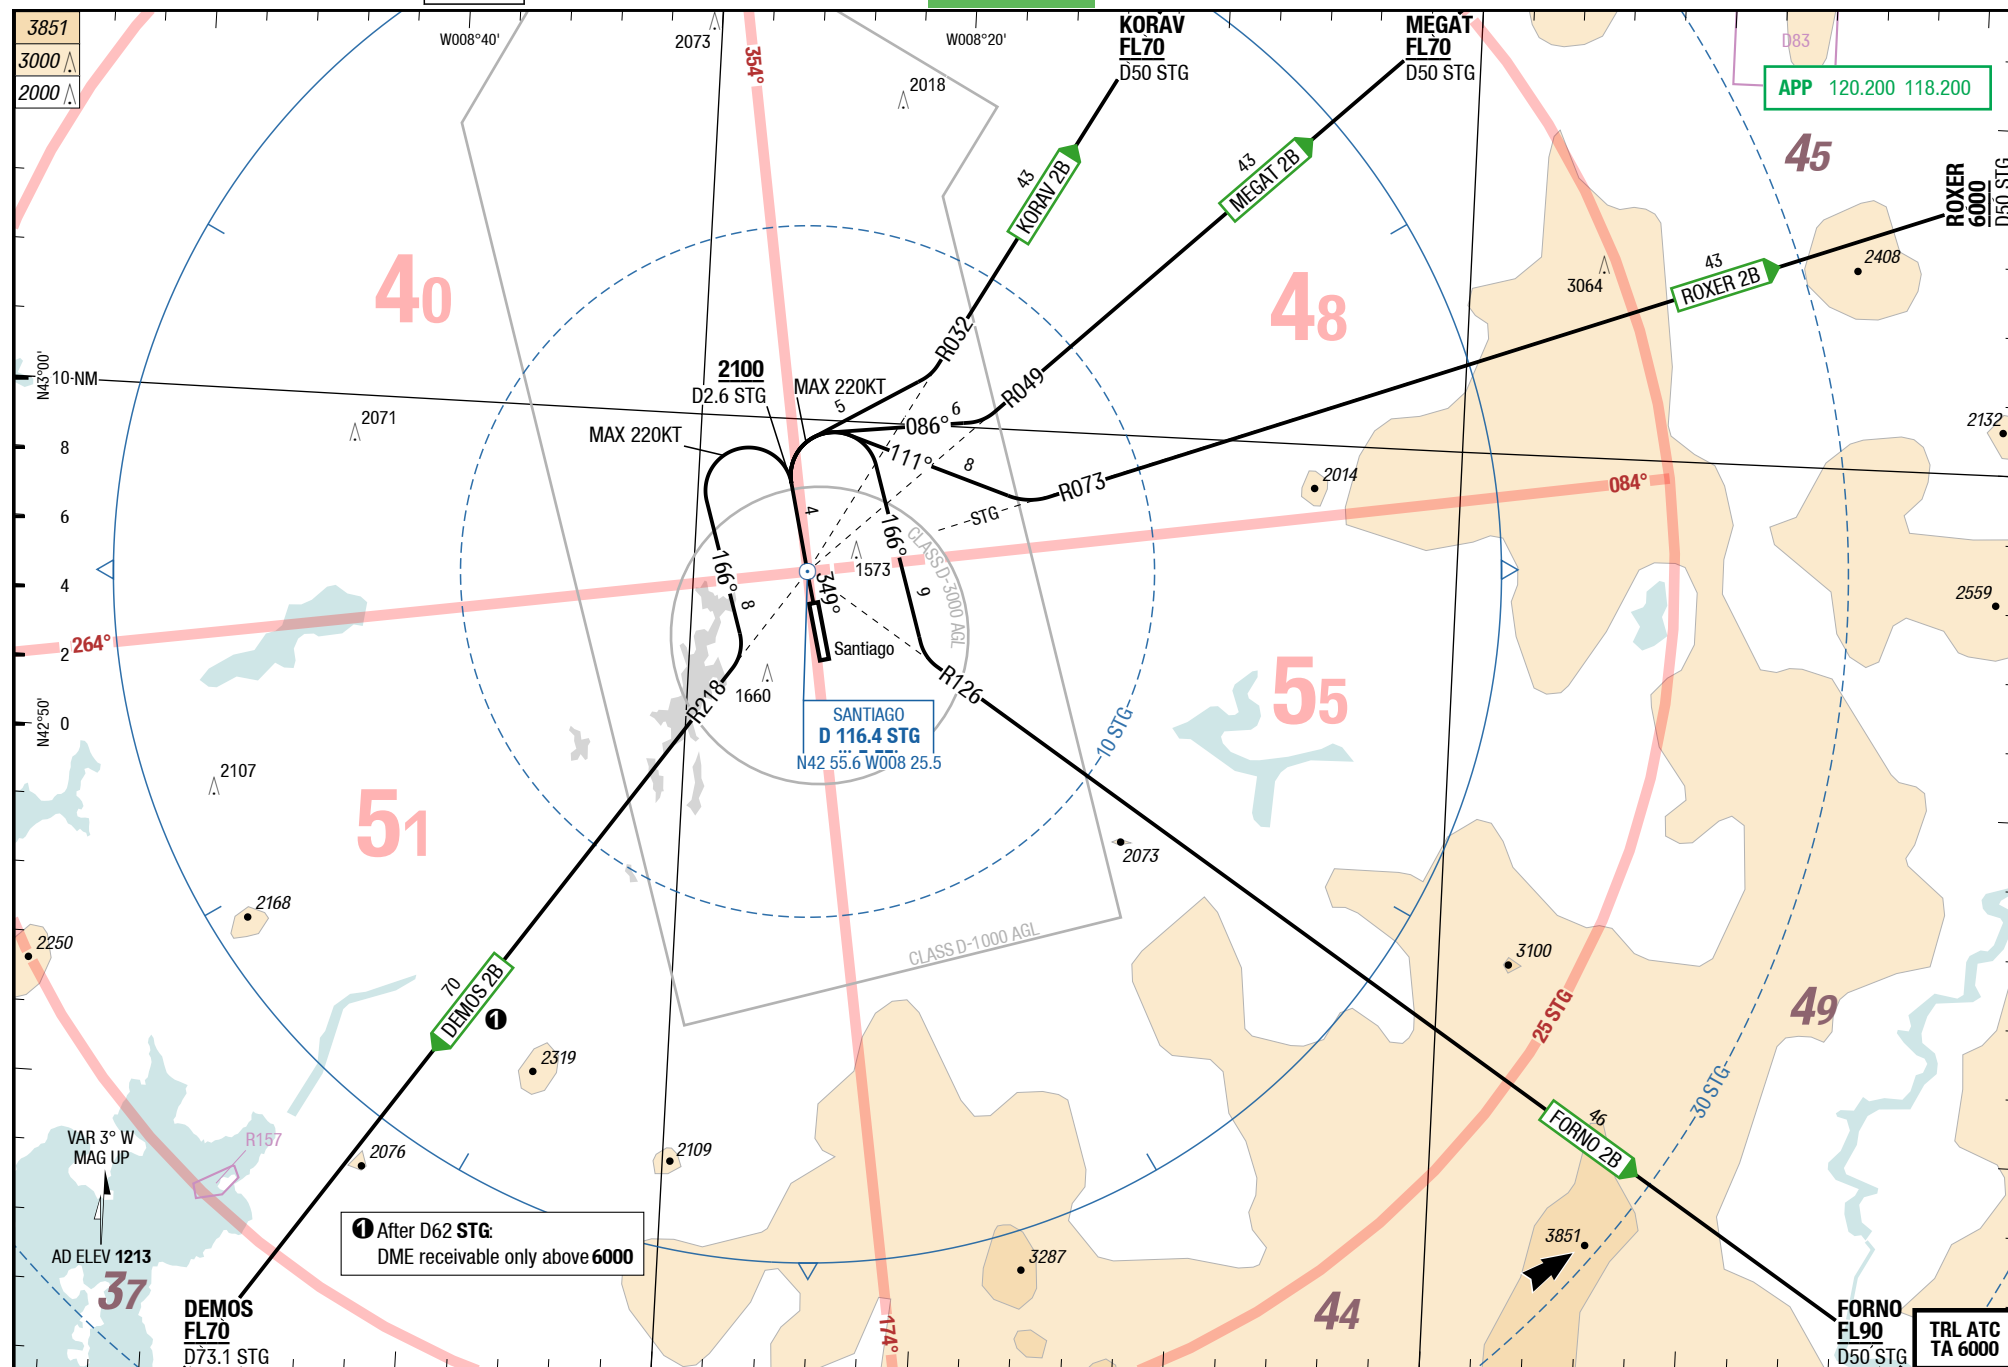 3851
3000
2000
W008°40'
2073
354°
2018
W008°20'
KORAV
FL70
D50 STG
MEGAT
FL70
D50 STG
D83
APP 120.200 118.200
45
ROXER
6000
D50 STG
43
KORAV 2B
43
MEGAT 2B
43
ROXER 2B
2408
3064
40
48
R032
2100
D2.6 STG
MAX 220KT
N43°00'
10-NM
5
6
R049
086°
2071
MAX 220KT
111°
8
R073
2132
8
2014
084°
6
4
STG
166°
CLASS D-3000 AGL
166°
1573
4
8
349°
9
2559
264°
2
Santiago
R218
1660
R126
55
N42°50'
0
SANTIAGO
D 116.4 STG
N42 55.6 W008 25.5
10 STG
2107
51
2073
2168
2250
CLASS D-1000 AGL
3100
70
DEMOS 2B
1
25 STG
49
2319
30 STG
46
FORNO 2B
VAR 3° W
MAG UP
R157
2076
2109
AD ELEV 1213
37
1 After D62 STG:
DME receivable only above 6000
3287
3851
44
174°
DEMOS
FL70
D73.1 STG
FORNO
FL90
D50 STG
TRL ATC
TA 6000